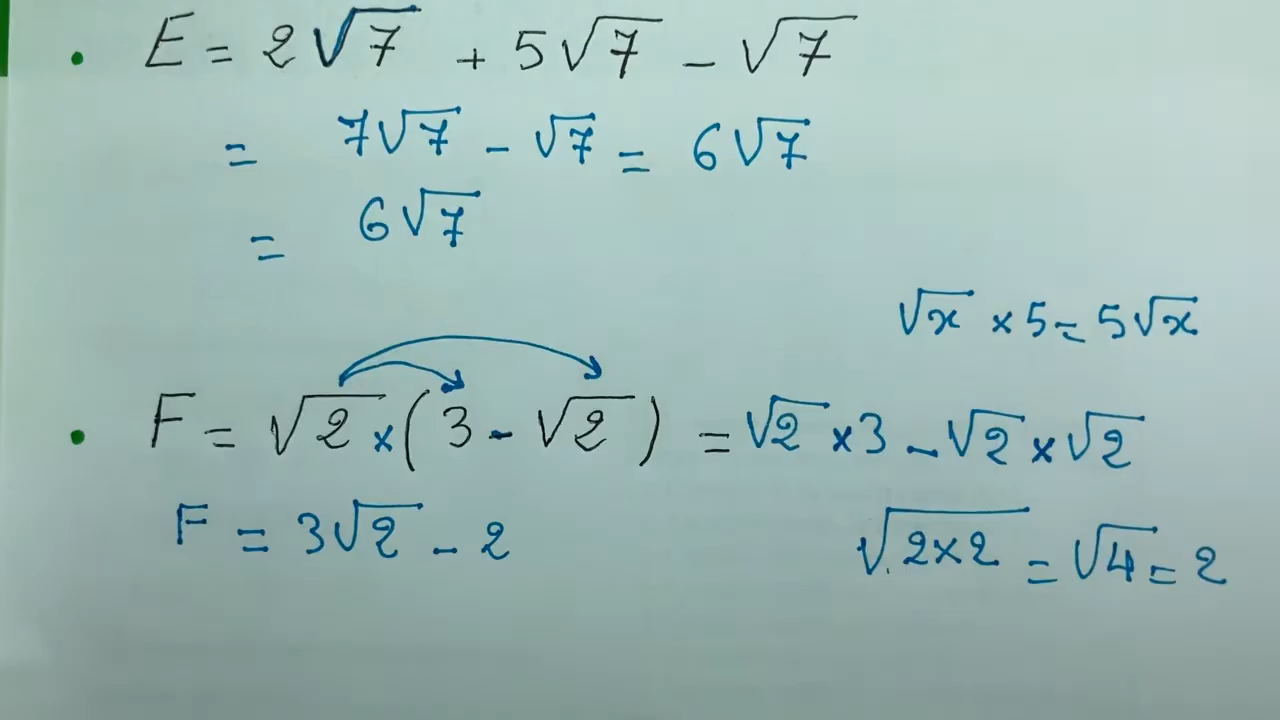 • E = 2√7 + 5√7 - √7
= 7√7 - √7 = 6√7
= 6√7
√x × 5 = 5√x
• F = √2 × (3 - √2) = √2 × 3 - √2 × √2
F = 3√2 - 2
√(2×2) = √4 = 2